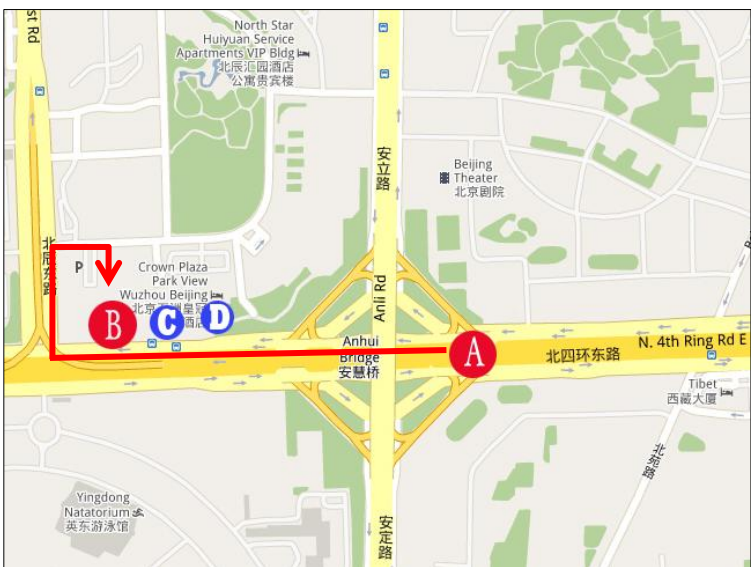 st Rd
North Star
Huiyuan Service
Apartments VIP Bldg
北辰汇园酒店
公寓贵宾楼
安立路
Beijing
Theater
北京剧院
北辰东路
P
Crown Plaza
Park View
Wuzhou Beijing
酒店
B
C
D
Anli Rd
Anhui
Bridge
安慧桥
A
N. 4th Ring Rd E
北四环东路
Tibet
西藏大厦
北苑路
Yingdong
Natatorium
英东游泳馆
安定路